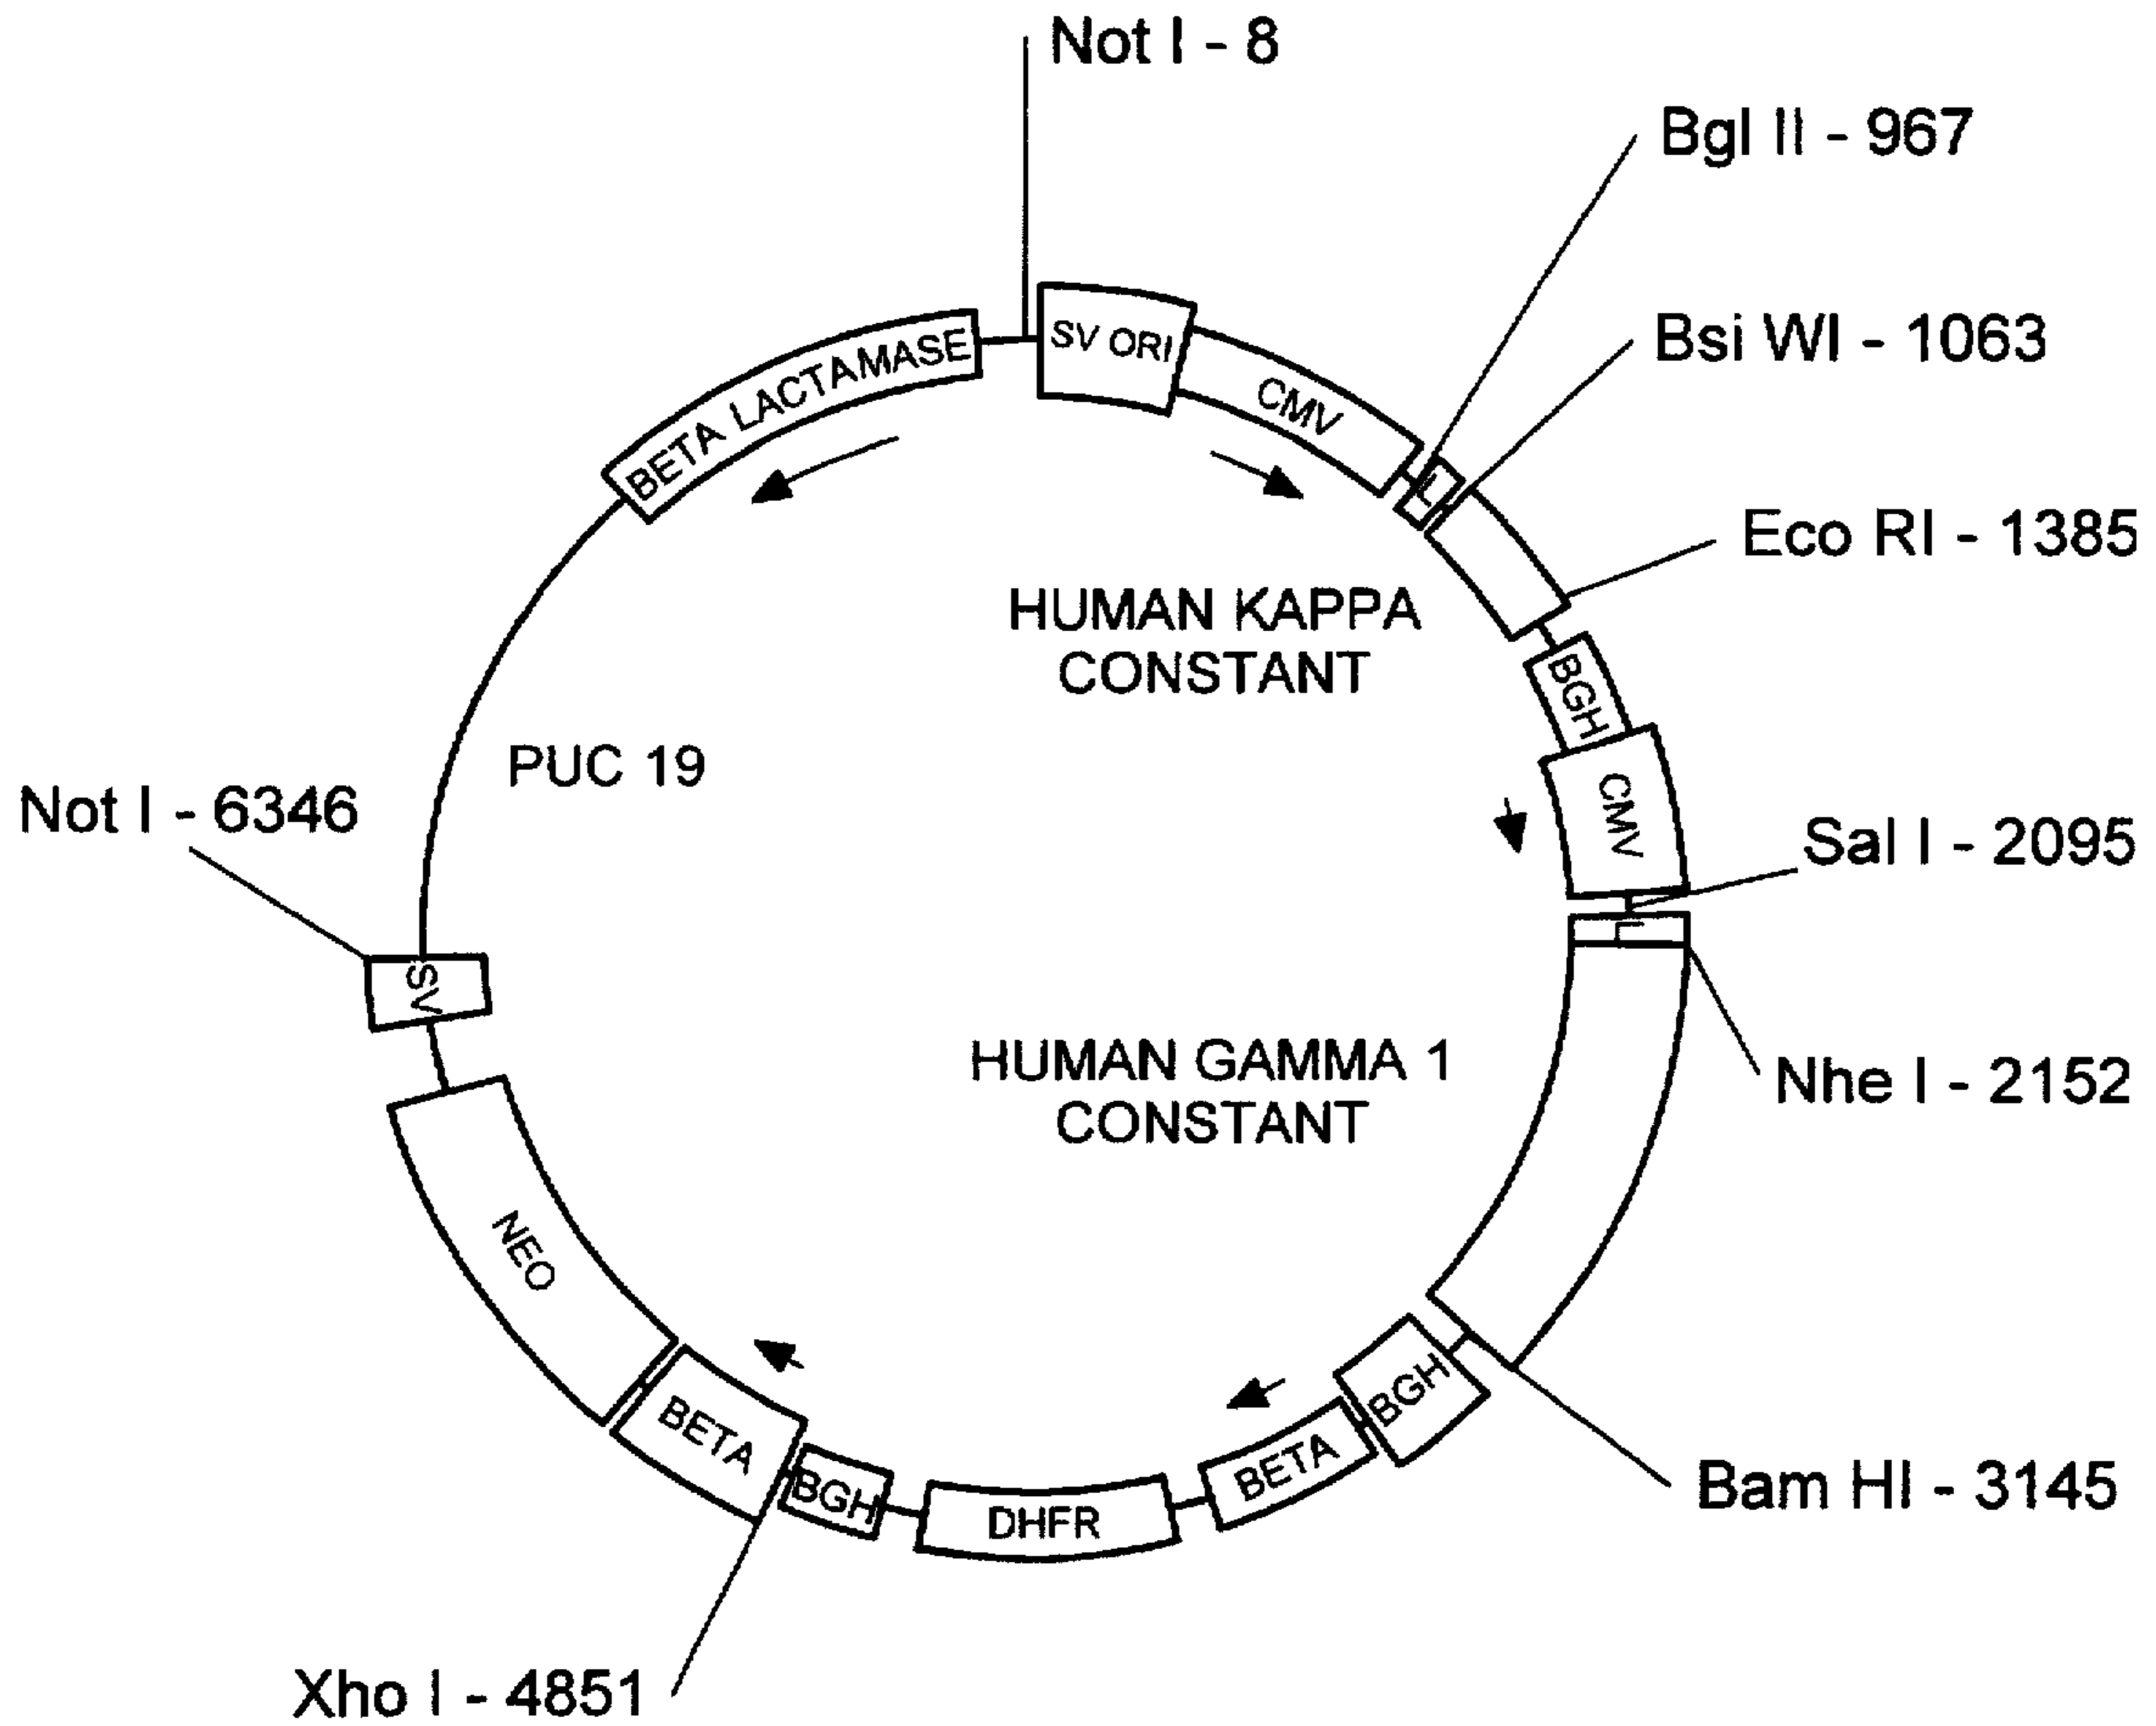 Not I - 8
Bgl II - 967
Bsi WI - 1063
Eco RI - 1385
SV ORI
CMV
L
BETA LACTAMASE
HUMAN KAPPA
CONSTANT
BGH
CMV
PUC 19
Not I - 6346
Sal I - 2095
L
SV
HUMAN GAMMA 1
CONSTANT
Nhe I - 2152
NEO
BGH
BETA
DHFR
BGH
BETA
Bam HI - 3145
Xho I - 4851